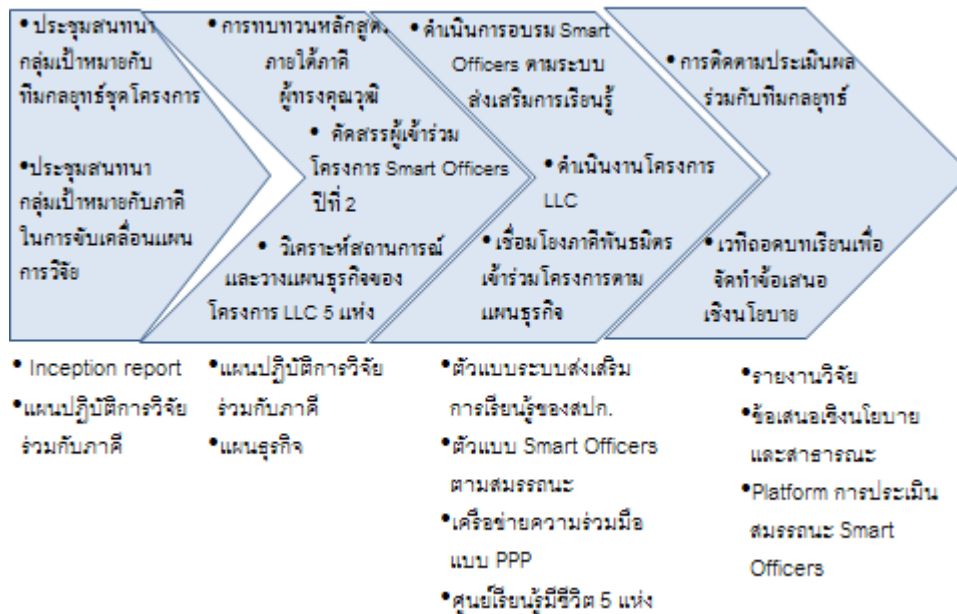 • ประชุมสนทนา
กลุ่มเป้าหมายกับ
ทีมกลยุทธ์ชุดโครงการ
•ประชุมสนทนา
กลุ่มเป้าหมายกับภาคี
ในการขับเคลื่อนแผน
การวิจัย
• การทบทวนหลักสูตร
ภายใต้ภาคี
ผู้ทรงคุณวุฒิ
• คัดสรรผู้เข้าร่วม
โครงการ Smart Officers
ปีที่ 2
• วิเคราะห์สถานการณ์
และวางแผนธุรกิจของ
โครงการ LLC 5 แห่ง
• ดำเนินการอบรม Smart
Officers ตามระบบ
ส่งเสริมการเรียนรู้
• ดำเนินงานโครงการ
LLC
• เชื่อมโยงภาคีพันธมิตร
เข้าร่วมโครงการตาม
แผนธุรกิจ
• การติดตามประเมินผล
ร่วมกับทีมกลยุทธ์
• เวทีถอดบทเรียนเพื่อ
จัดทำข้อเสนอ
เชิงนโยบาย
• Inception report
•แผนปฏิบัติการวิจัย
ร่วมกับภาคี
•แผนปฏิบัติการวิจัย
ร่วมกับภาคี
•แผนธุรกิจ
•ตัวแบบระบบส่งเสริม
การเรียนรู้ของสปก.
•ตัวแบบ Smart Officers
ตามสมรรถนะ
•เครือข่ายความร่วมมือ
แบบ PPP
•ศูนย์เรียนรู้มีชีวิต 5 แห่ง
•รายงานวิจัย
•ข้อเสนอเชิงนโยบาย
และสาธารณะ
•Platform การประเมิน
สมรรถนะ Smart
Officers